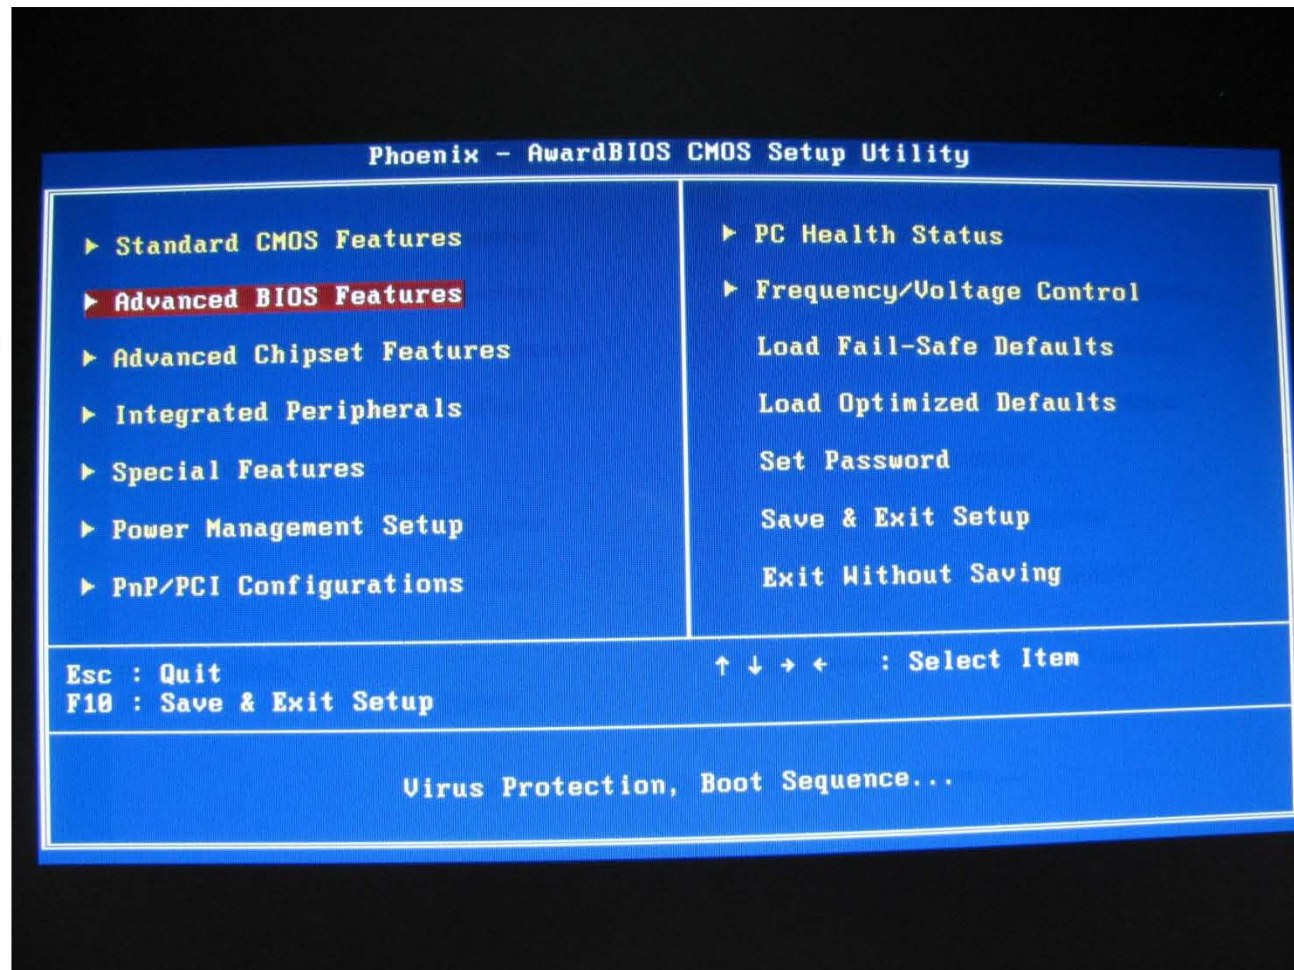 Phoenix - AwardBIOS CMOS Setup Utility
▶ Standard CMOS Features
▶ Advanced BIOS Features
▶ Advanced Chipset Features
▶ Integrated Peripherals
▶ Special Features
▶ Power Management Setup
▶ PnP/PCI Configurations
▶ PC Health Status
▶ Frequency/Voltage Control
Load Fail-Safe Defaults
Load Optimized Defaults
Set Password
Save & Exit Setup
Exit Without Saving
Esc : Quit
F10 : Save & Exit Setup
↑ ↓ → ← : Select Item
Virus Protection, Boot Sequence...